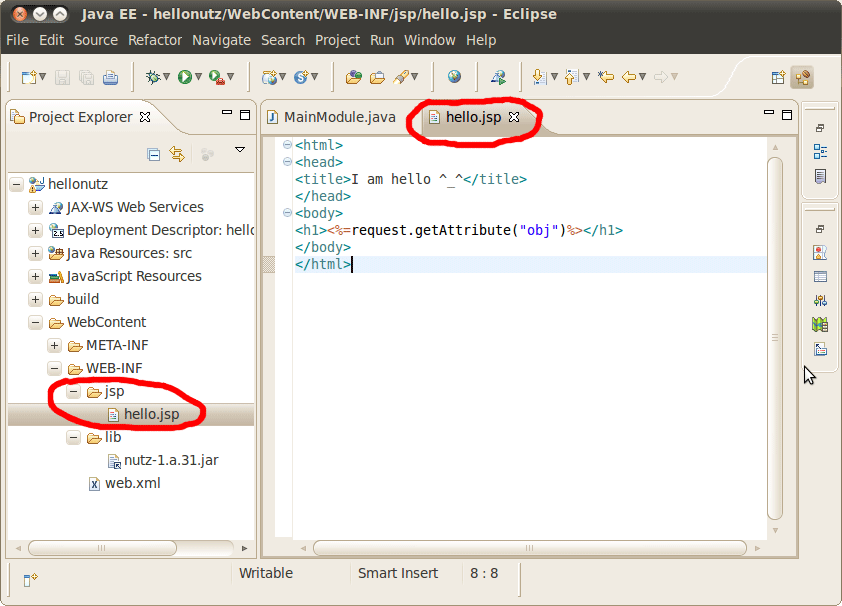 Java EE - hellonutz/WebContent/WEB-INF/jsp/hello.jsp - Eclipse
File Edit Source Refactor Navigate Search Project Run Window Help
Project Explorer
hellonutz
JAX-WS Web Services
Deployment Descriptor: hello
Java Resources: src
JavaScript Resources
build
WebContent
META-INF
WEB-INF
jsp
hello.jsp
lib
nutz-1.a.31.jar
web.xml
MainModule.java hello.jsp
<html>
<head>
<title>I am hello ^_^</title>
</head>
<body>
<h1><%=request.getAttribute("obj")%></h1>
</body>
</html>
Writable Smart Insert 8 : 8